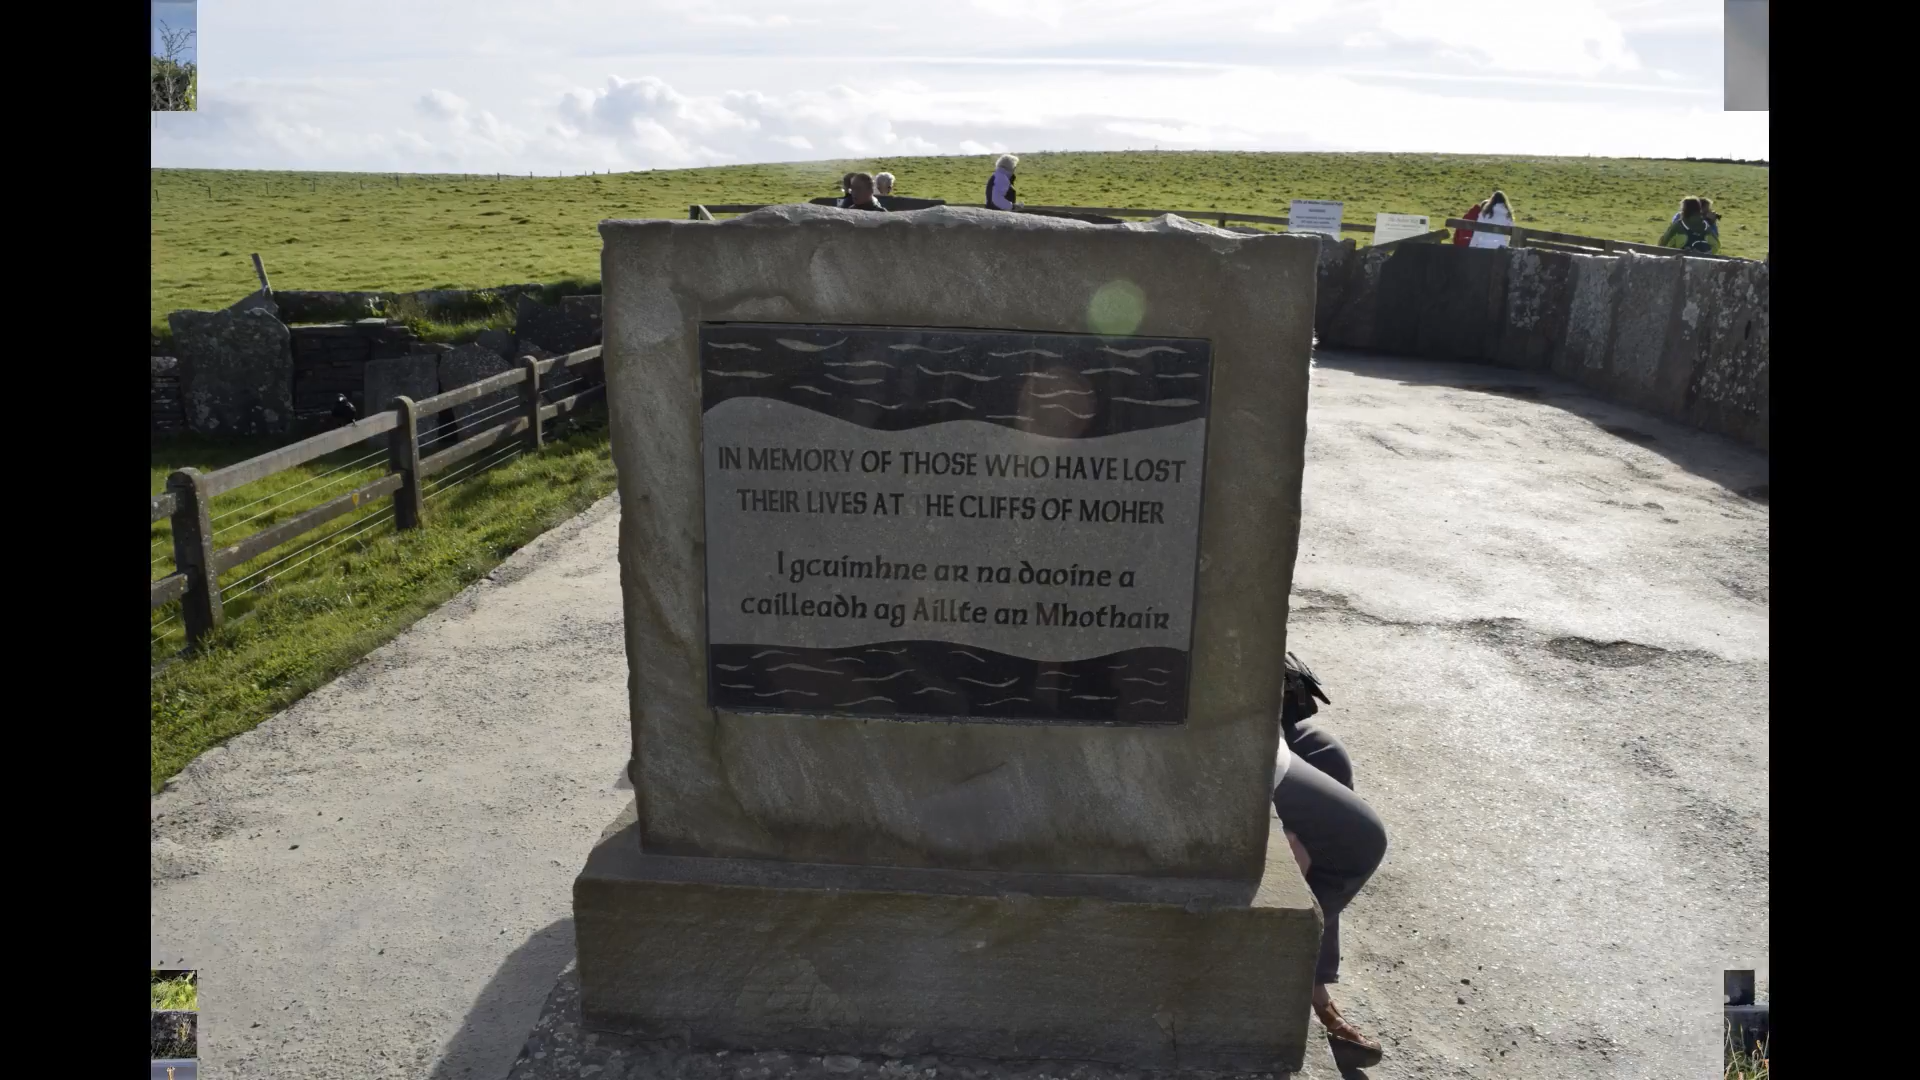 IN MEMORY OF THOSE WHO HAVE LOST
THEIR LIVES AT HE CLIFFS OF MOHER
I gcuimhne ar na daoine a
cailleadh ag Aillte an Mhothair